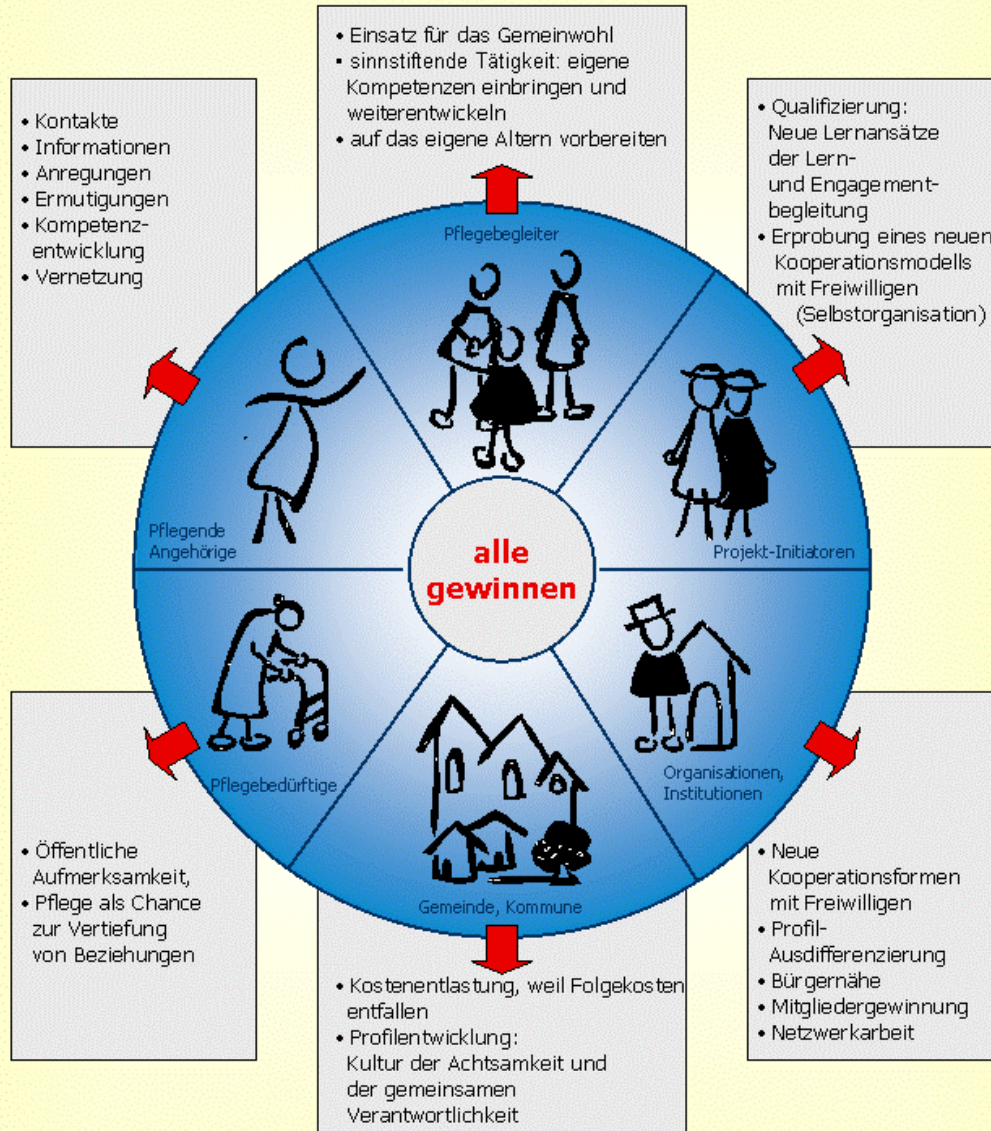 • Einsatz für das Gemeinwohl
• sinnstiftende Tätigkeit: eigene
Kompetenzen einbringen und
weiterentwickeln
• auf das eigene Altern vorbereiten
• Kontakte
• Informationen
• Anregungen
• Ermutigungen
• Kompetenz-
entwicklung
• Vernetzung
• Qualifizierung:
Neue Lernansätze
der Lern-
und Engagement-
begleitung
• Erprobung eines neuen
Kooperationsmodells
mit Freiwilligen
(Selbstorganisation)
Pflegebegleiter
Pflegende
Angehörige
Projekt-Initiatoren
alle
gewinnen
Pflegebedürftige
Organisationen,
Institutionen
Gemeinde, Kommune
• Öffentliche
Aufmerksamkeit,
• Pflege als Chance
zur Vertiefung
von Beziehungen
• Kostenentlastung, weil Folgekosten
entfallen
• Profilentwicklung:
Kultur der Achtsamkeit und
der gemeinsamen
Verantwortlichkeit
• Neue
Kooperationsformen
mit Freiwilligen
• Profil-
Ausdifferenzierung
• Bürgernähe
• Mitgliedergewinnung
• Netzwerkarbeit